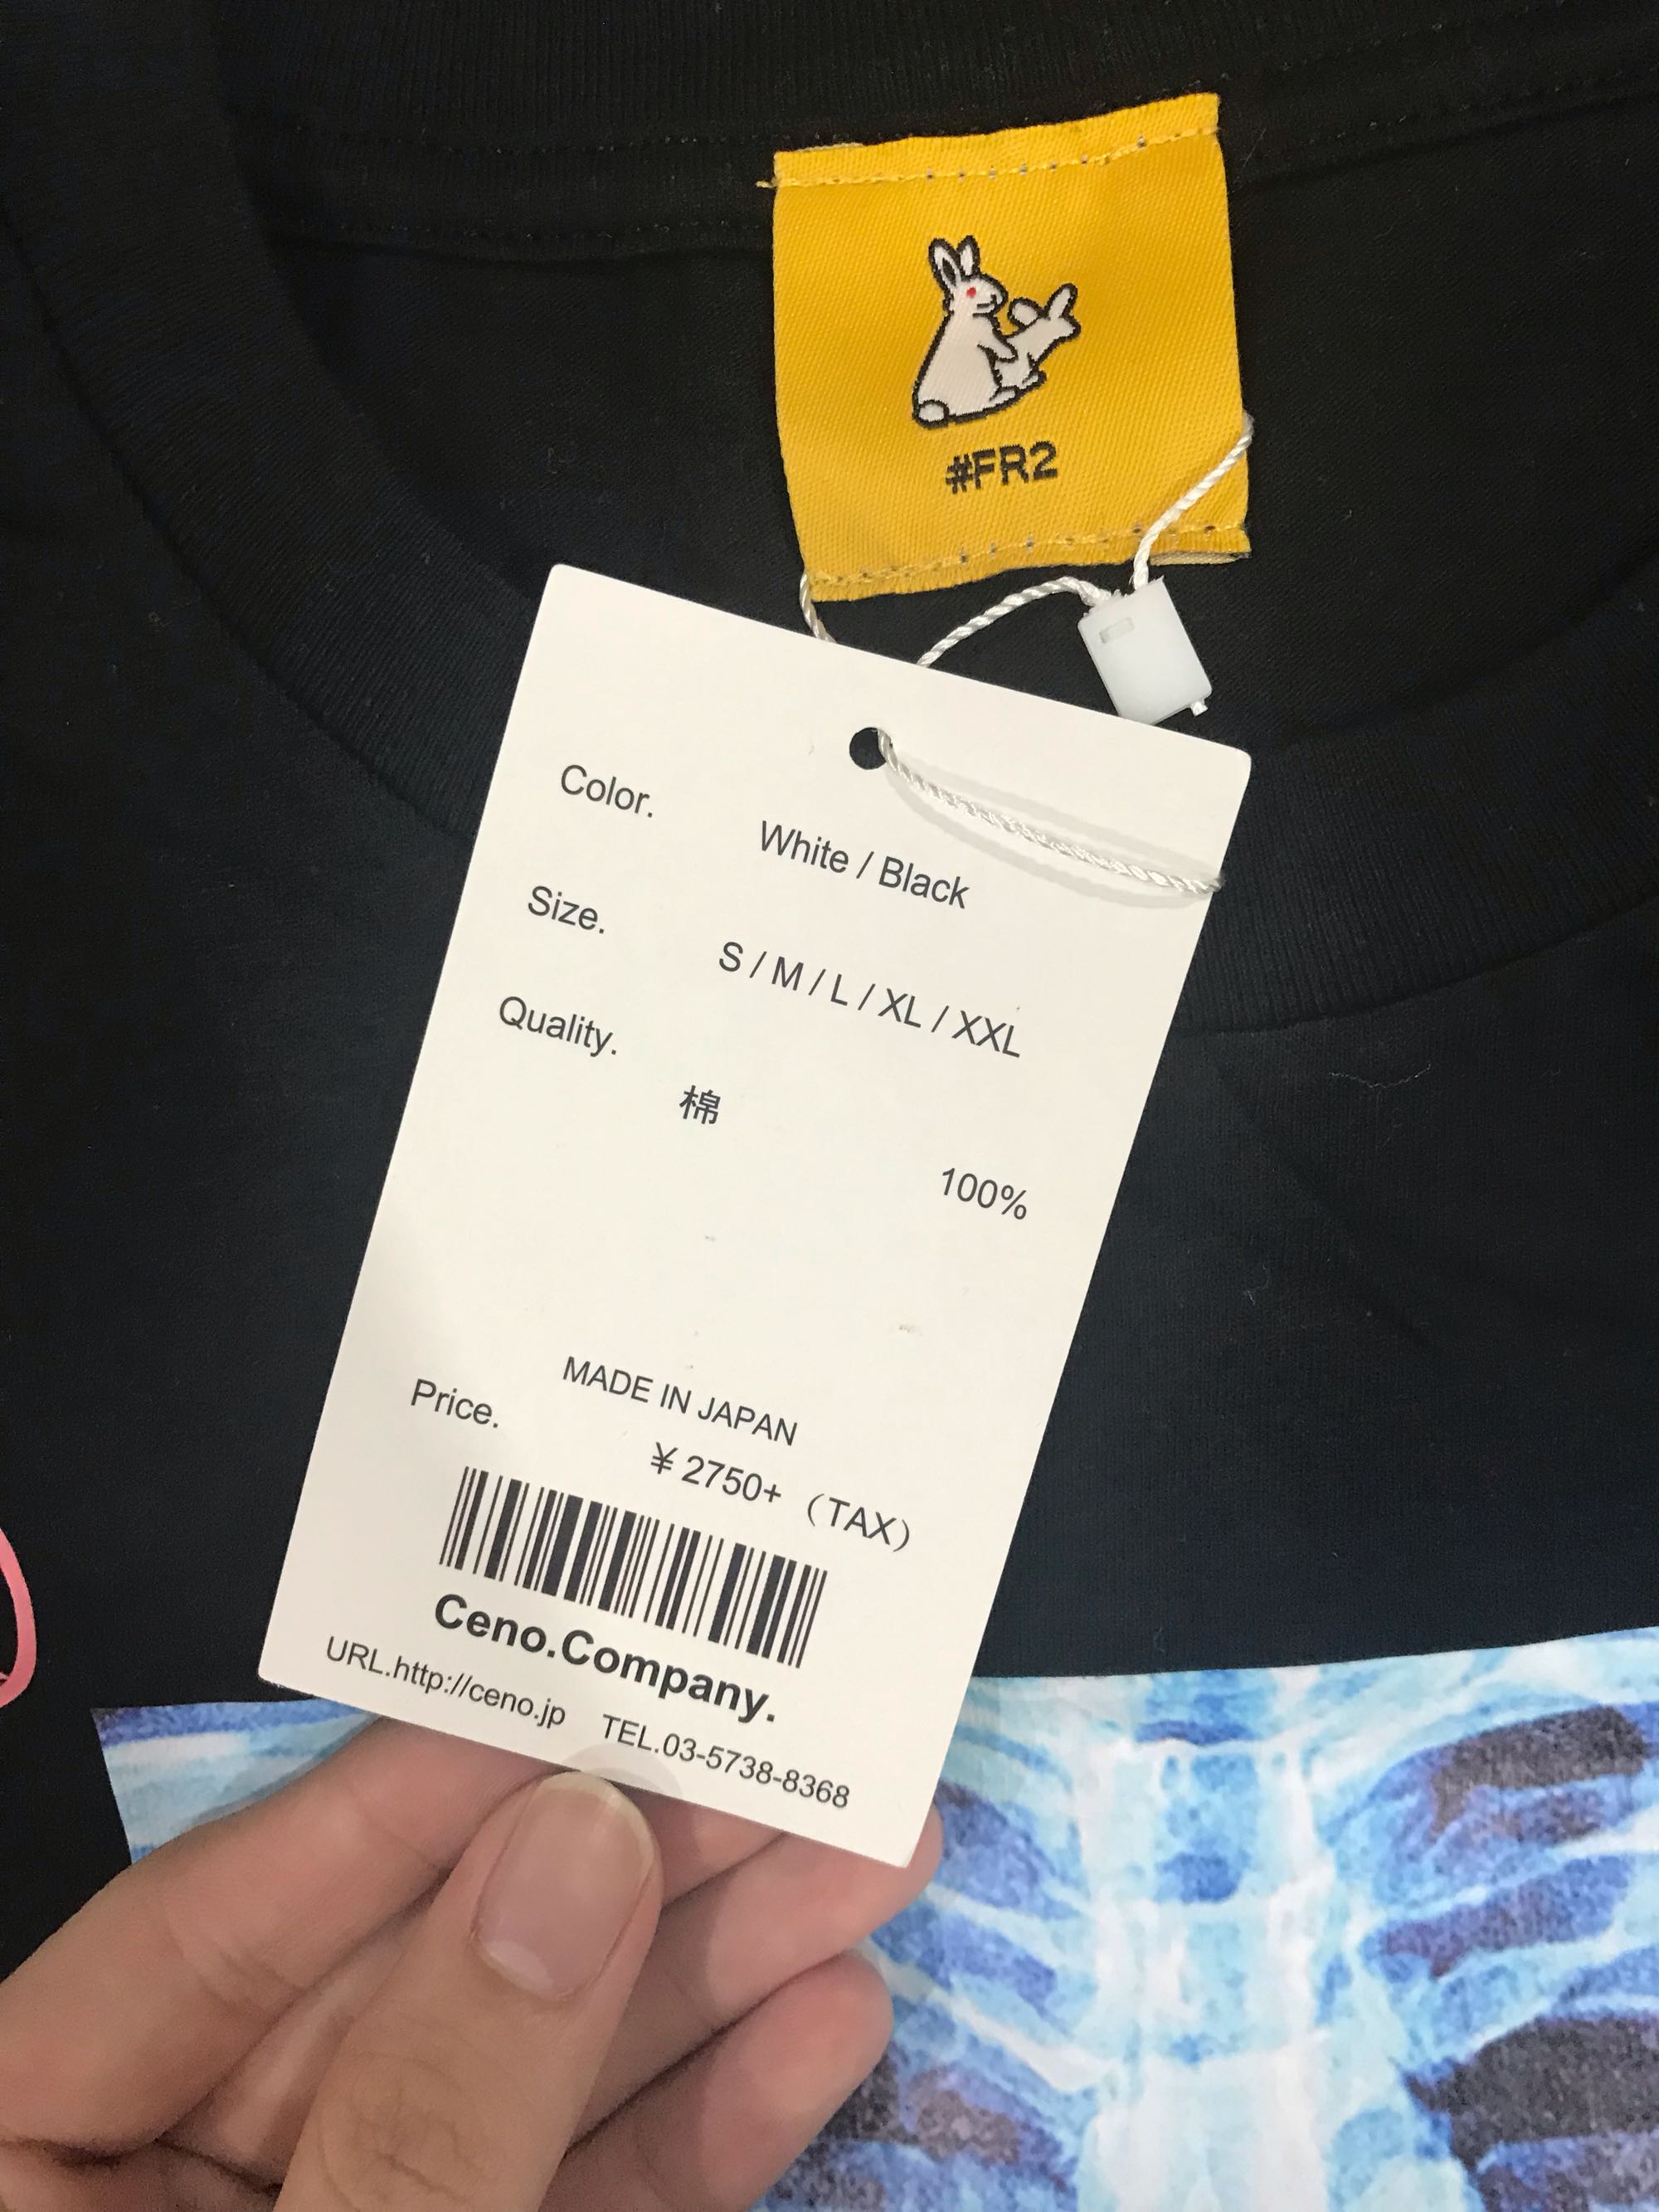 #FR2
Color.
White / Black
Size.
S / M / L / XL / XXL
Quality.
棉
100%
MADE IN JAPAN
Price.
¥ 2750+ （TAX）
Ceno.Company.
URL.http://ceno.jp TEL.03-5738-8368